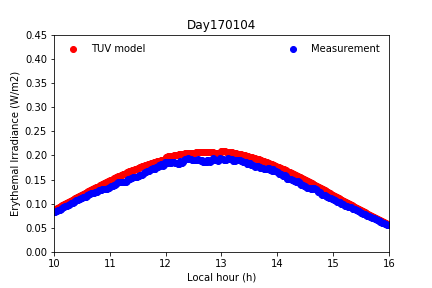 Day170104
TUV model
Measurement
Erythemal Irradiance (W/m2)
0.45
0.40
0.35
0.30
0.25
0.20
0.15
0.10
0.05
0.00
10 11 12 13 14 15 16
Local hour (h)